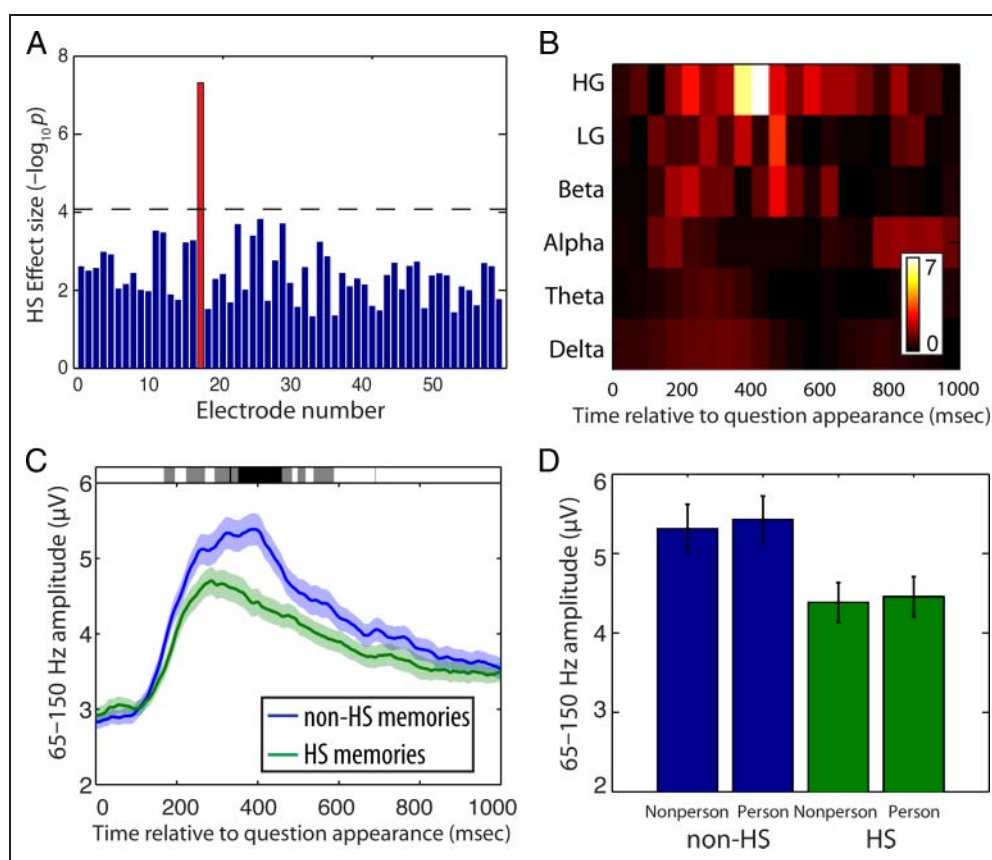 A
HS Effect size (−log10p)
8
6
4
2
0
0 10 20 30 40 50
Electrode number
B
HG
LG
Beta
Alpha
Theta
Delta
7
0
0 200 400 600 800 1000
Time relative to question appearance (msec)
C
65–150 Hz amplitude (μV)
6
5
4
3
2
non-HS memories
HS memories
0 200 400 600 800 1000
Time relative to question appearance (msec)
D
65–150 Hz amplitude (μV)
6
5
4
3
2
Nonperson Person Nonperson Person
non-HS HS